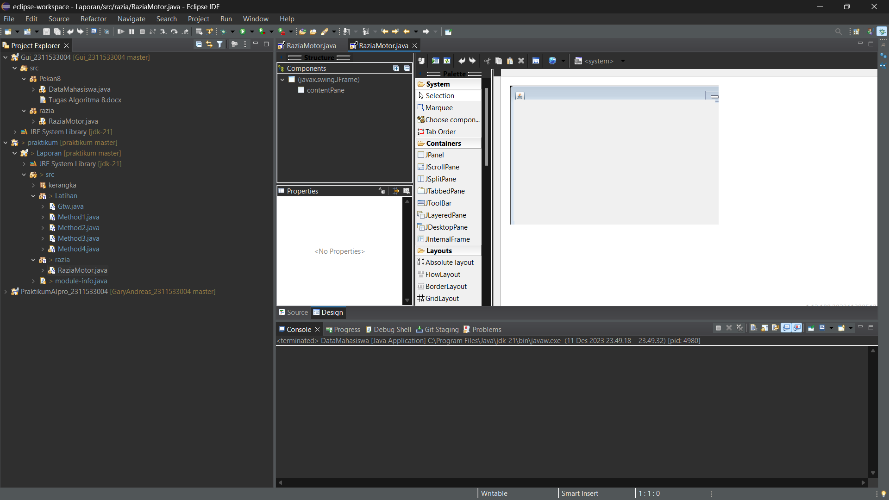 eclipse-workspace - Laporan/src/razia/RaziaMotor.java - Eclipse IDE
File Edit Source Refactor Navigate Search Project Run Window Help
Project Explorer
Gui_2311533004 [Gui_2311533004 master]
src
Pekan8
DataMahasiswa.java
Tugas Algoritma 8.docx
razia
RaziaMotor.java
JRE System Library [jdk-21]
> praktikum [praktikum master]
> Laporan [praktikum master]
JRE System Library [jdk-21]
> src
kerangka
> Latihan
Gtw.java
Method1.java
Method2.java
Method3.java
Method4.java
> razia
RaziaMotor.java
> module-info.java
PraktikumAlpro_2311533004 [GaryAndreas_2311533004 master]
RaziaMotor.java
RaziaMotor.java
Structure
Components
(javax.swing.JFrame)
contentPane
Properties
<No Properties>
<system>
Palette
System
Selection
Marquee
Choose compon...
Tab Order
Containers
JPanel
JScrollPane
JSplitPane
JTabbedPane
JToolBar
JLayeredPane
JDesktopPane
JInternalFrame
Layouts
Absolute layout
FlowLayout
BorderLayout
GridLayout
Source Design
Console Progress Debug Shell Git Staging Problems
<terminated> DataMahasiswa [Java Application] C:\Program Files\Java\jdk-21\bin\javaw.exe (11 Des 2023 23.49.18 – 23.49.32) [pid: 4980]
Writable Smart Insert 1 : 1 : 0